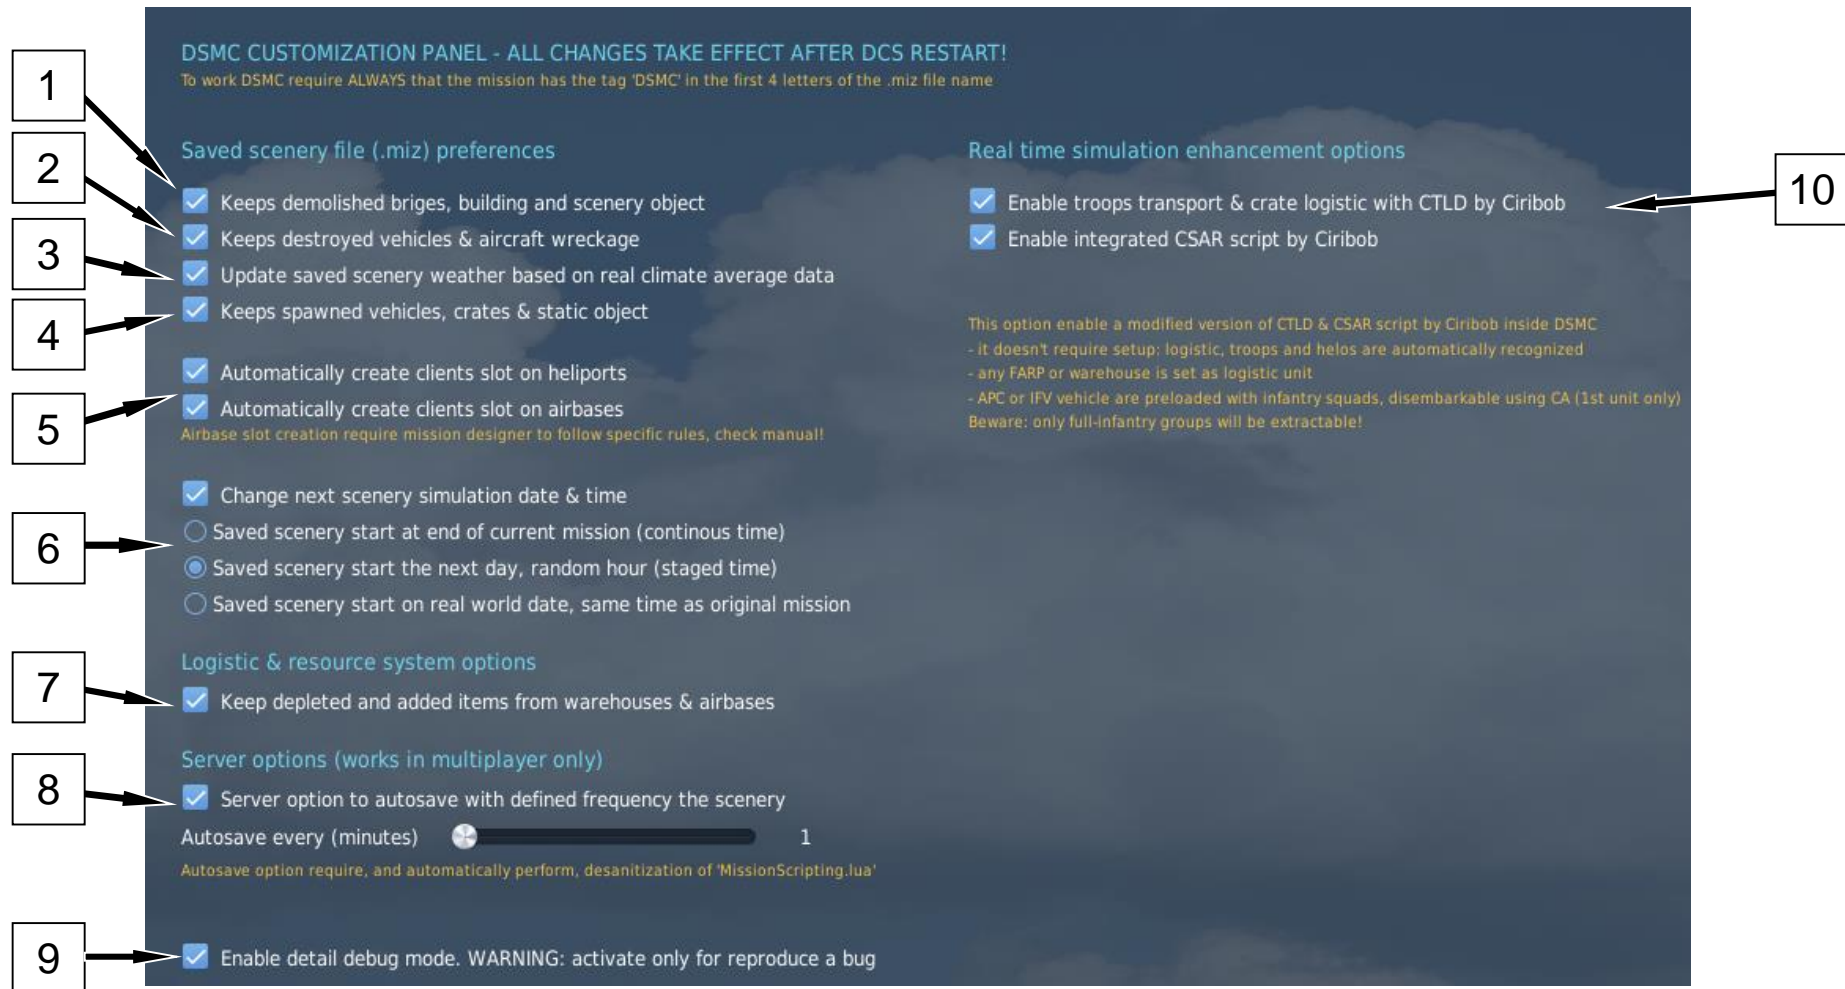 DSMC CUSTOMIZATION PANEL - ALL CHANGES TAKE EFFECT AFTER DCS RESTART!
To work DSMC require ALWAYS that the mission has the tag 'DSMC' in the first 4 letters of the .miz file name
1
2
3
4
5
6
7
8
9
Saved scenery file (.miz) preferences
Keeps demolished briges, building and scenery object
Keeps destroyed vehicles & aircraft wreckage
Update saved scenery weather based on real climate average data
Keeps spawned vehicles, crates & static object
Automatically create clients slot on heliports
Automatically create clients slot on airbases
Airbase slot creation require mission designer to follow specific rules, check manual!
Change next scenery simulation date & time
Saved scenery start at end of current mission (continous time)
Saved scenery start the next day, random hour (staged time)
Saved scenery start on real world date, same time as original mission
Logistic & resource system options
Keep depleted and added items from warehouses & airbases
Server options (works in multiplayer only)
Server option to autosave with defined frequency the scenery
Autosave every (minutes) 1
Autosave option require, and automatically perform, desanitization of 'MissionScripting.lua'
Enable detail debug mode. WARNING: activate only for reproduce a bug
Real time simulation enhancement options
Enable troops transport & crate logistic with CTLD by Ciribob
Enable integrated CSAR script by Ciribob
This option enable a modified version of CTLD & CSAR script by Ciribob inside DSMC
- it doesn't require setup: logistic, troops and helos are automatically recognized
- any FARP or warehouse is set as logistic unit
- APC or IFV vehicle are preloaded with infantry squads, disembarkable using CA (1st unit only)
Beware: only full-infantry groups will be extractable!
10